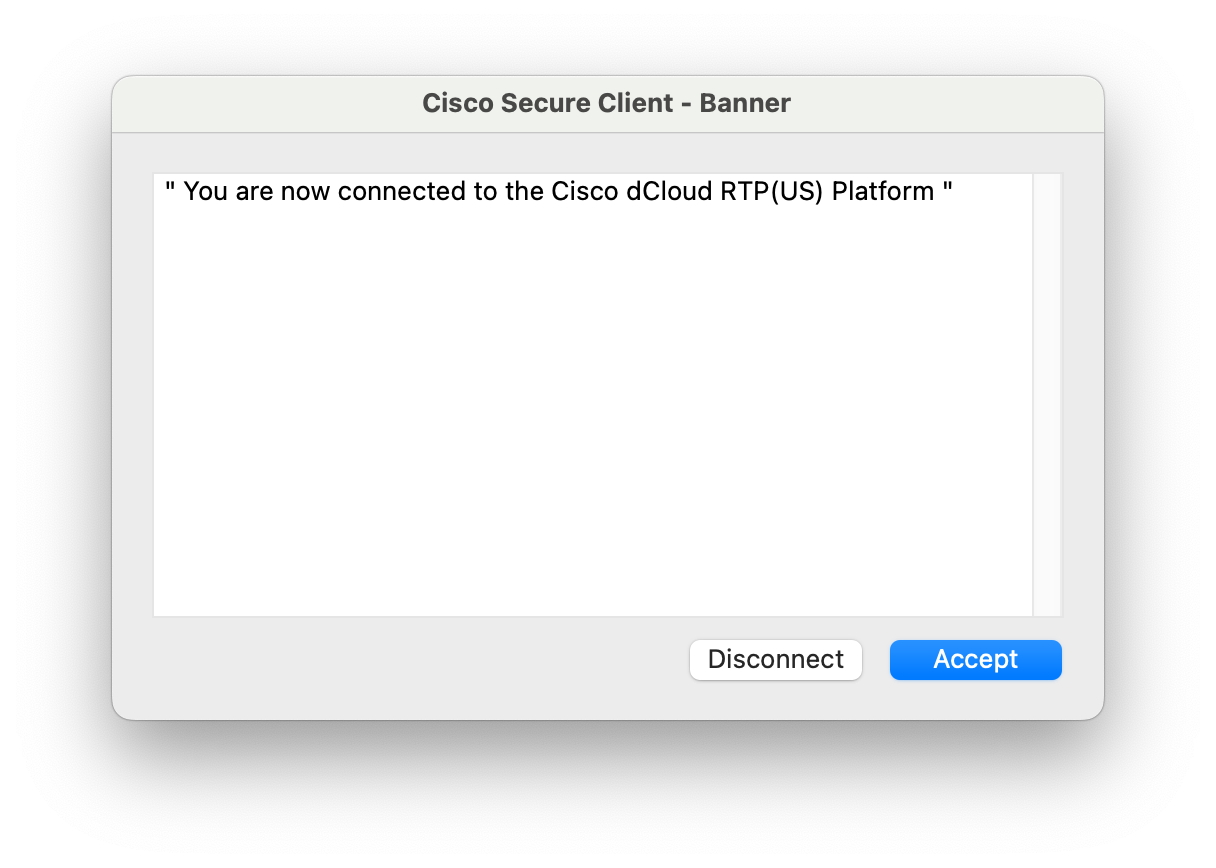 Cisco Secure Client - Banner
" You are now connected to the Cisco dCloud RTP(US) Platform "
Disconnect
Accept